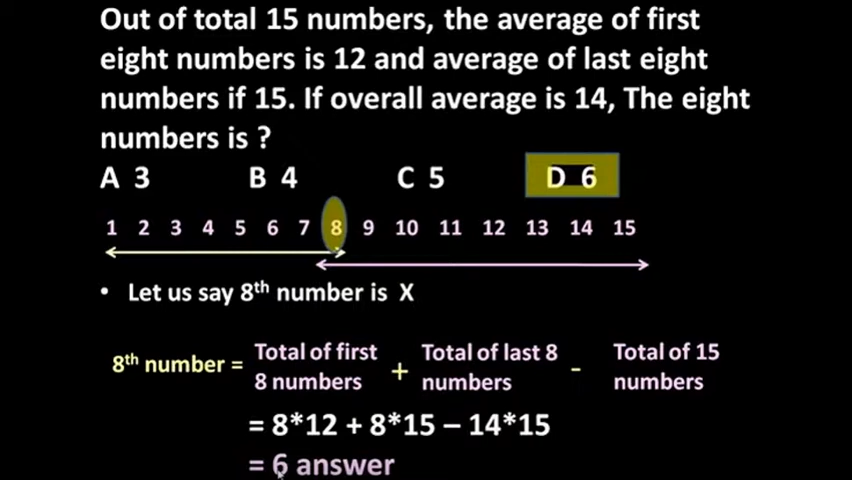 Out of total 15 numbers, the average of first
eight numbers is 12 and average of last eight
numbers if 15. If overall average is 14, The eight
numbers is ?
A 3 B 4 C 5 D 6
1 2 3 4 5 6 7 8 9 10 11 12 13 14 15
• Let us say 8th number is X
8th number = Total of first 8 numbers + Total of last 8 numbers - Total of 15 numbers
= 8*12 + 8*15 – 14*15
= 6 answer